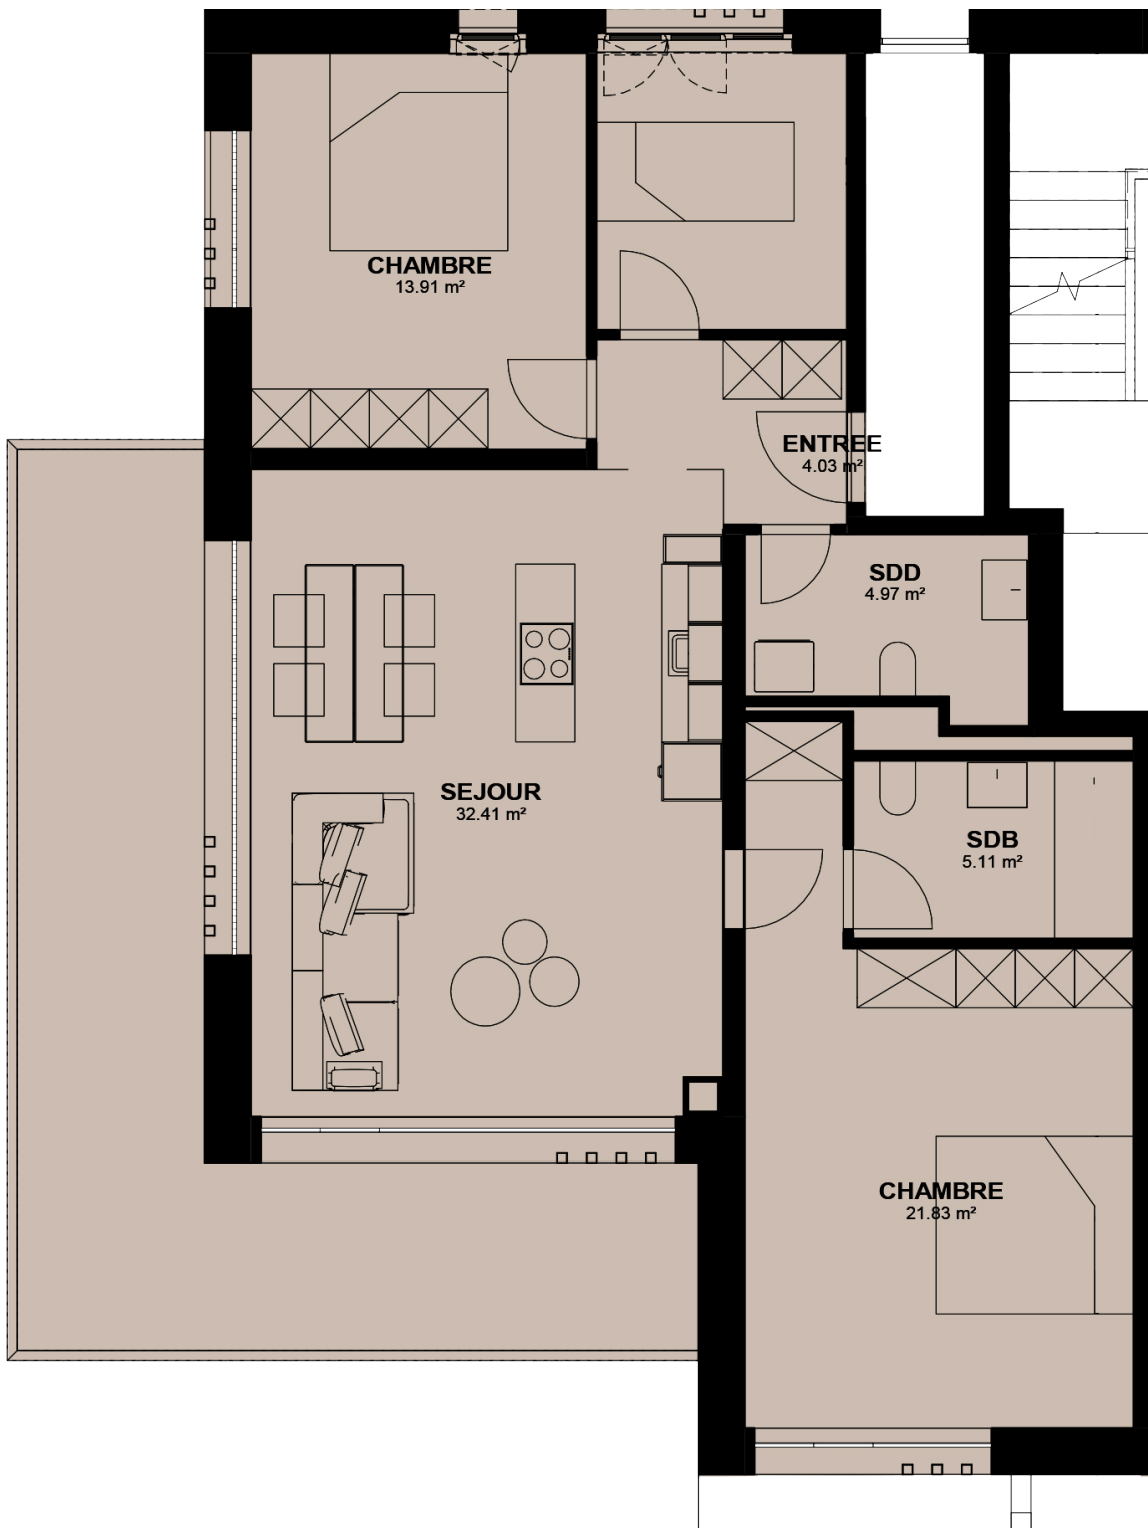 CHAMBRE
13.91 m²
ENTREE
4.03 m²
SDD
4.97 m²
SEJOUR
32.41 m²
SDB
5.11 m²
CHAMBRE
21.83 m²